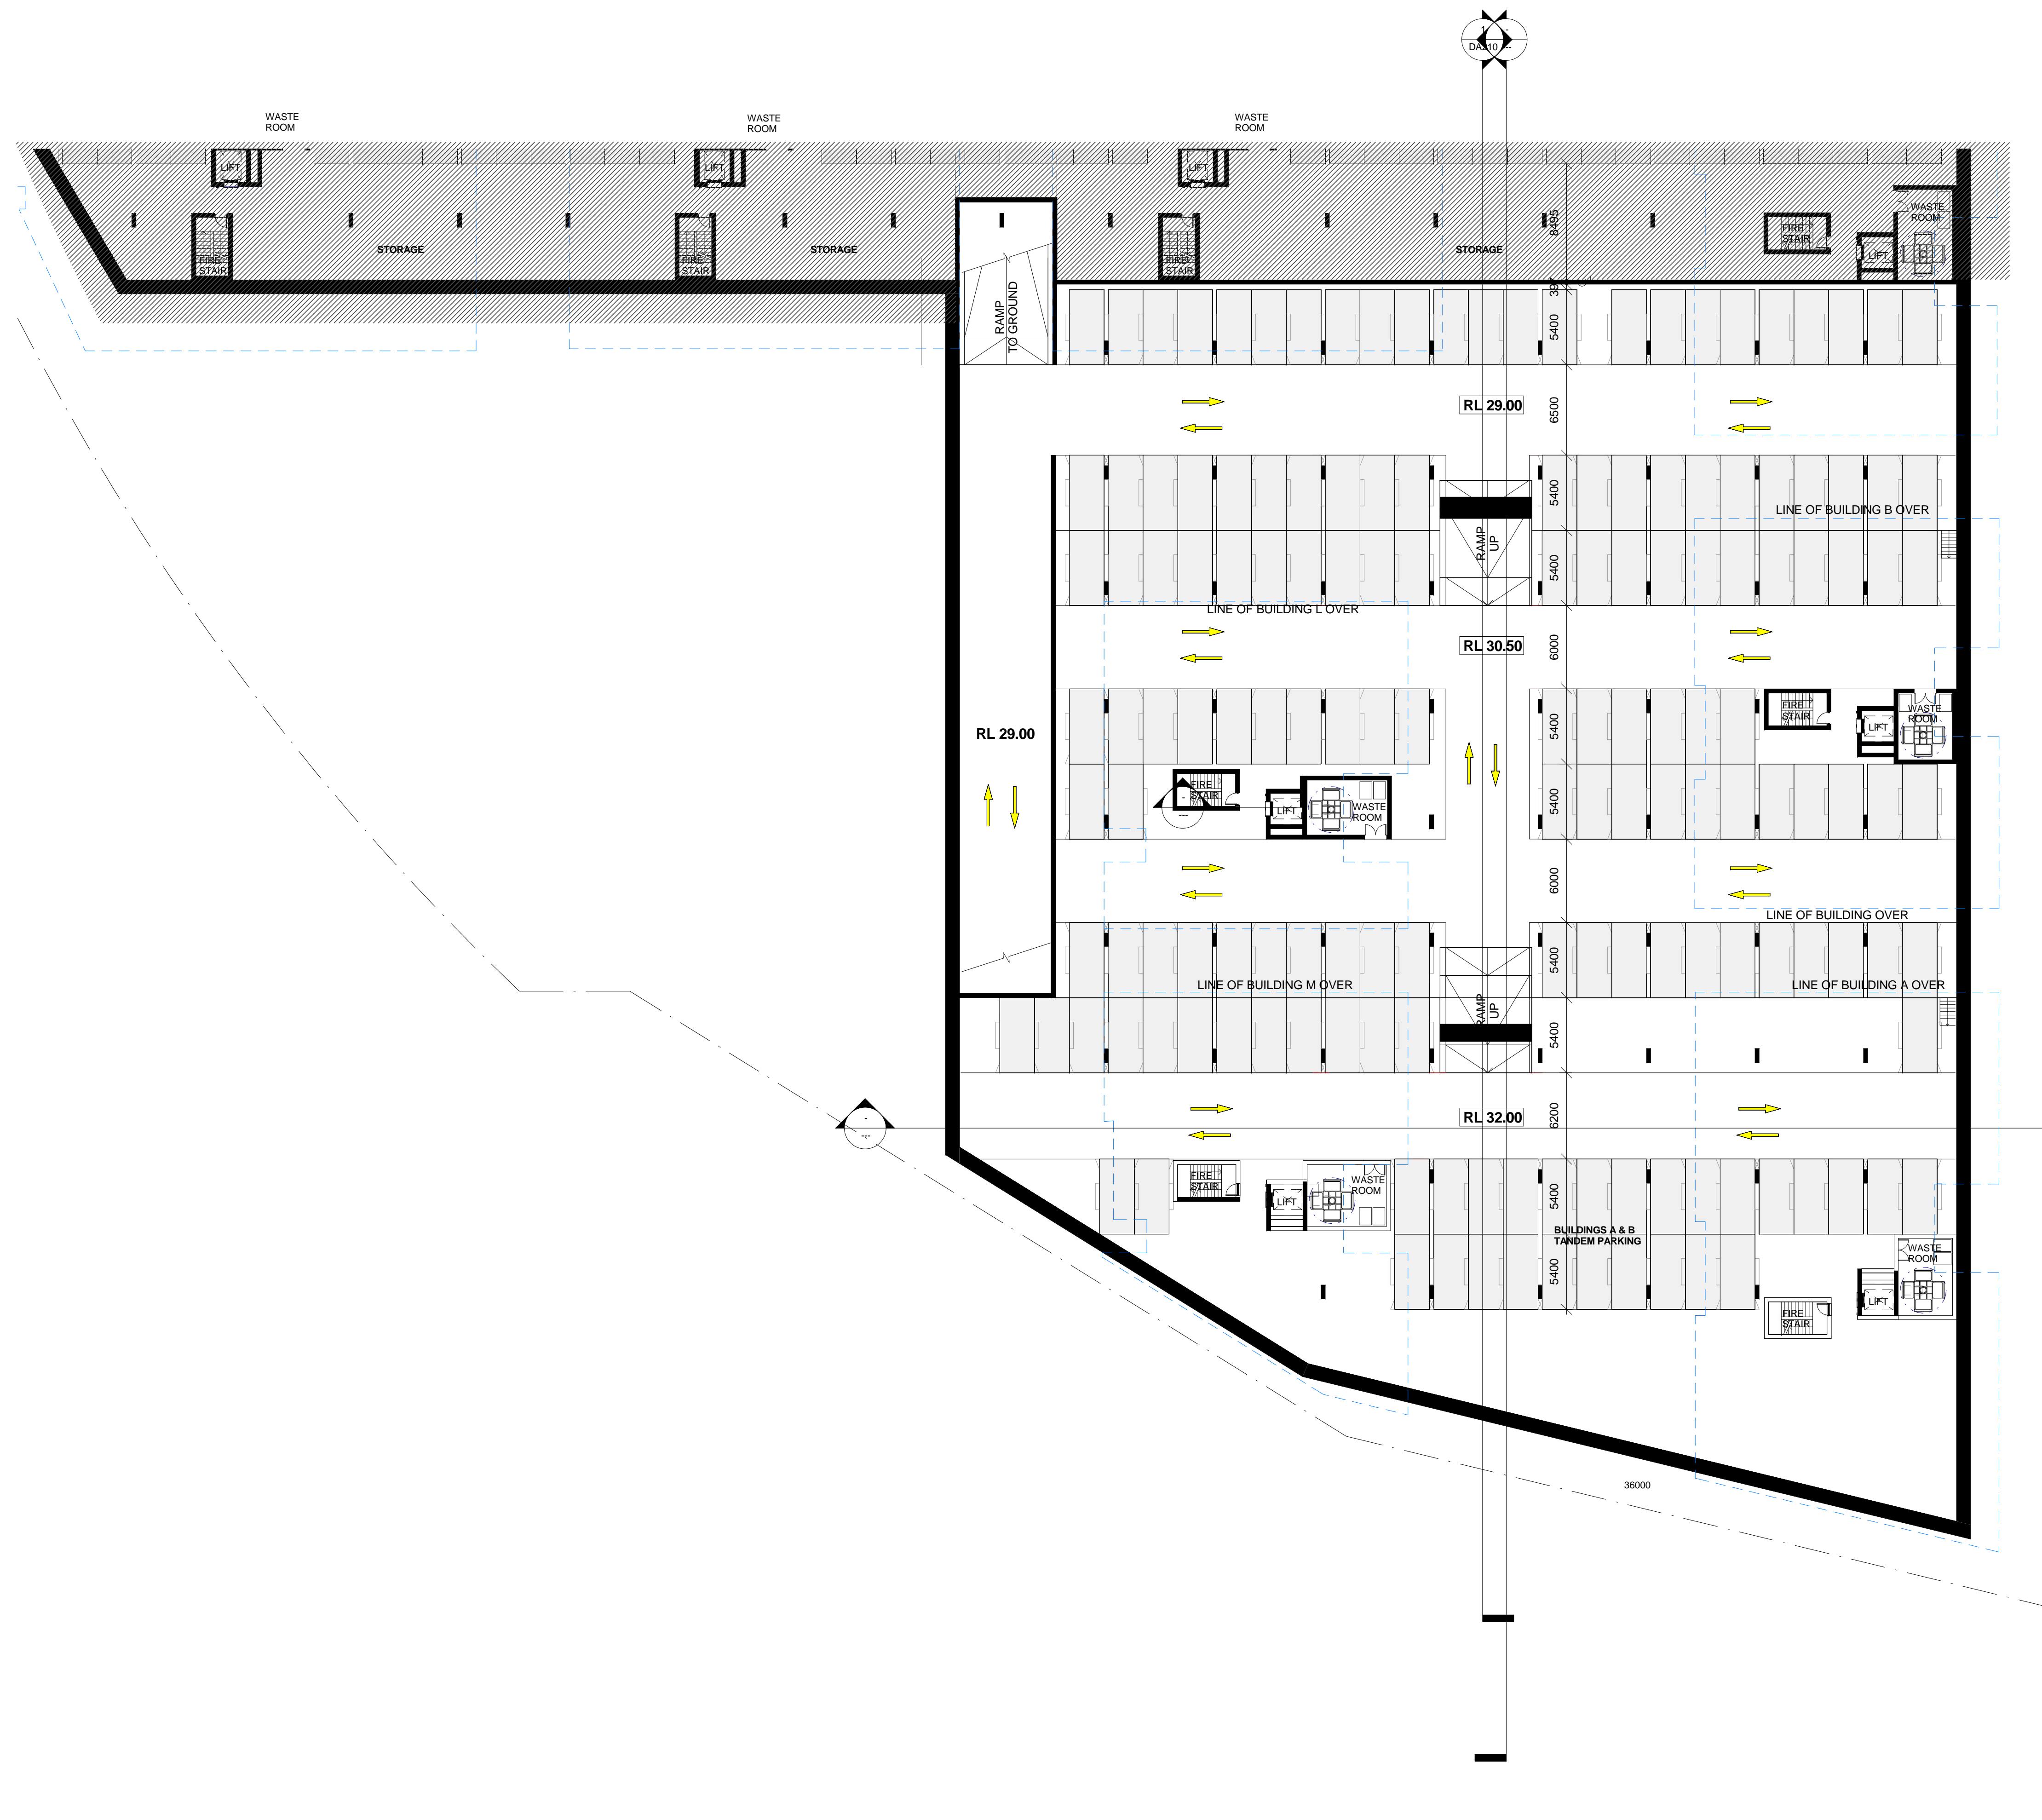 1
-
DA210
---
WASTE
ROOM
WASTE
ROOM
WASTE
ROOM
LIFT
LIFT
LIFT
WASTE
ROOM
8495
FIRE
STAIR
STORAGE
STORAGE
STORAGE
LIFT
FIRE
STAIR
FIRE
STAIR
FIRE
STAIR
RAMP
TO GROUND
5400
RL 29.00
6500
5400
LINE OF BUILDING B OVER
RAMP
UP
5400
LINE OF BUILDING L OVER
RL 30.50
6000
FIRE
STAIR
WASTE
ROOM
LIFT
RL 29.00
5400
FIRE
STAIR
-
---
LIFT
WASTE
ROOM
5400
6000
LINE OF BUILDING OVER
5400
LINE OF BUILDING M OVER
LINE OF BUILDING A OVER
RAMP
UP
5400
RL 32.00
6200
-
---
FIRE
STAIR
LIFT
WASTE
ROOM
5400
BUILDINGS A & B
TANDEM PARKING
WASTE
ROOM
5400
LIFT
FIRE
STAIR
36000